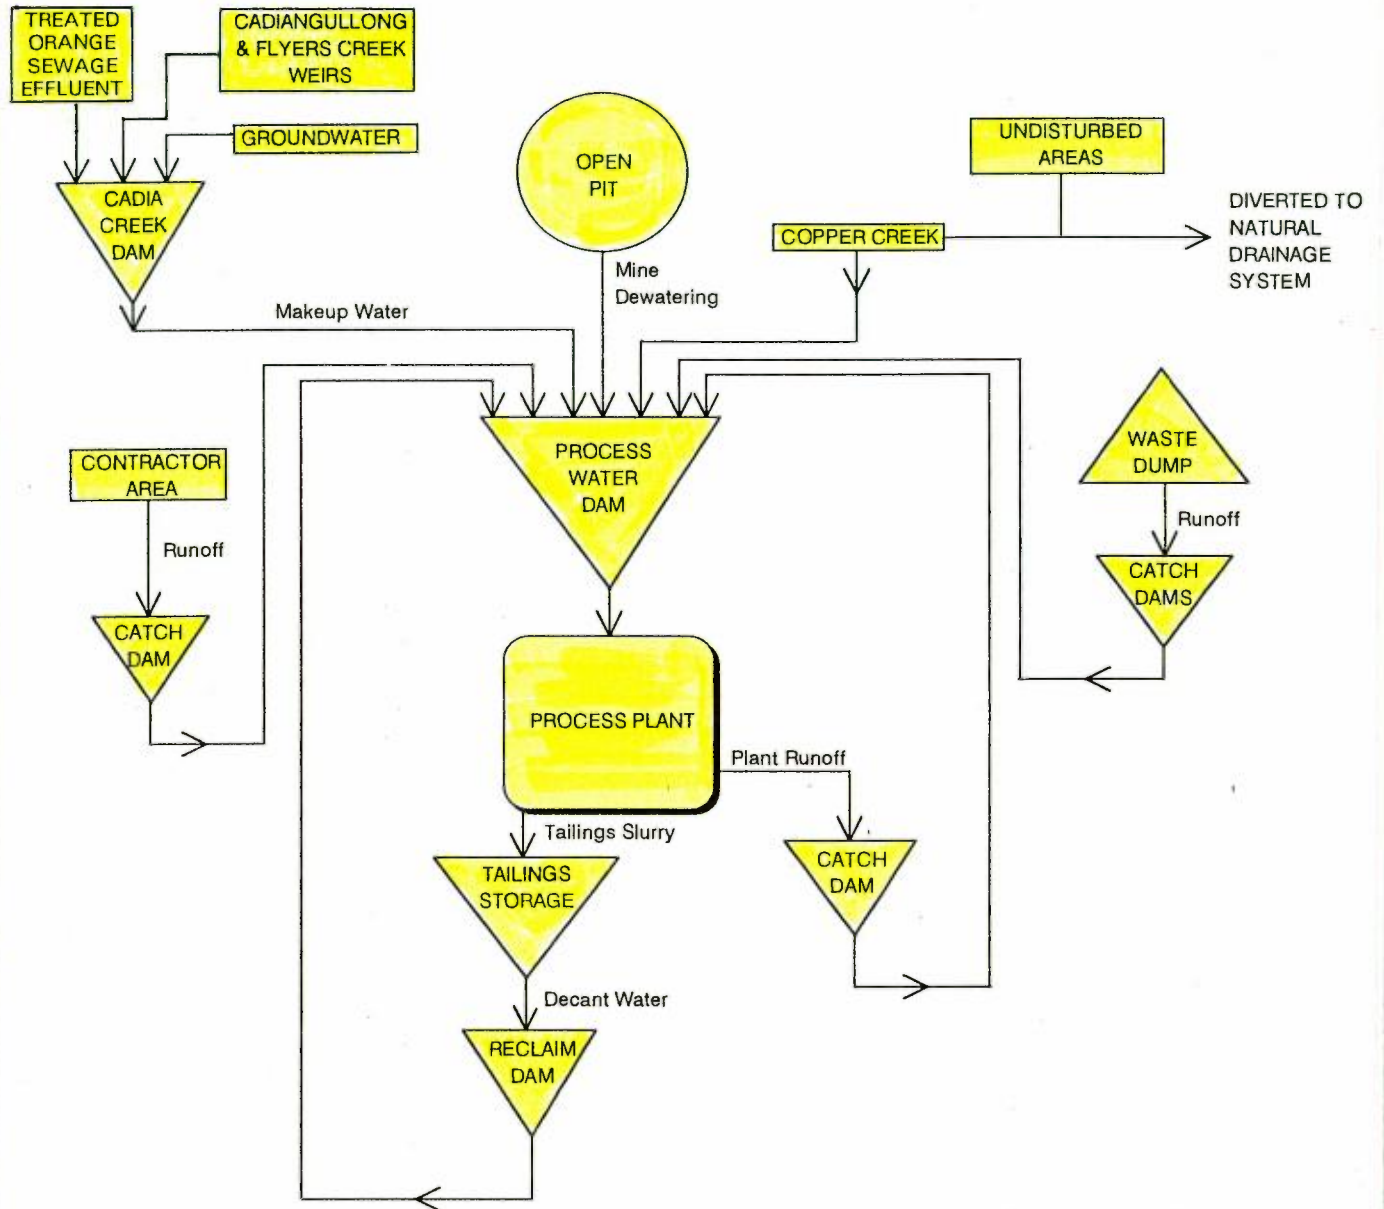 TREATED
ORANGE
SEWAGE
EFFLUENT
CADIANGULLONG
& FLYERS CREEK
WEIRS
GROUNDWATER
CADIA
CREEK
DAM
OPEN
PIT
UNDISTURBED
AREAS
COPPER CREEK
DIVERTED TO
NATURAL
DRAINAGE
SYSTEM
Mine
Dewatering
Makeup Water
CONTRACTOR
AREA
Runoff
CATCH
DAM
PROCESS
WATER
DAM
WASTE
DUMP
Runoff
CATCH
DAMS
PROCESS PLANT
Plant Runoff
Tailings Slurry
TAILINGS
STORAGE
CATCH
DAM
Decant Water
RECLAIM
DAM